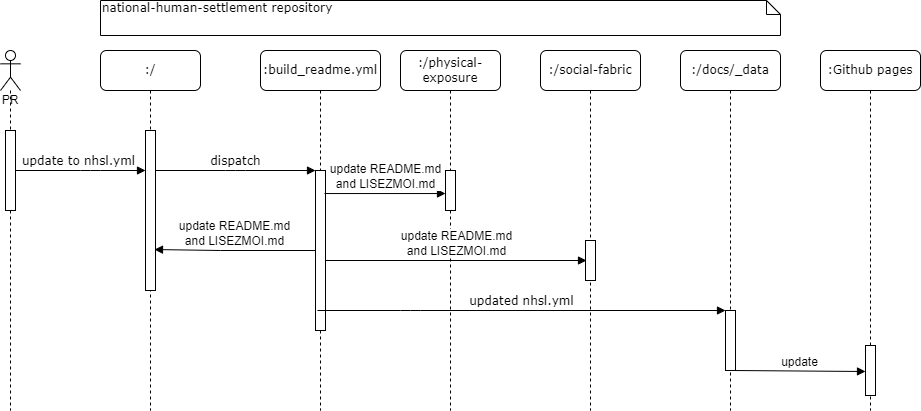 national-human-settlement repository
PR
:/
:build_readme.yml
:/physical-
exposure
:/social-fabric
:/docs/_data
:Github pages
update to nhsl.yml
dispatch
update README.md
and LISEZMOI.md
update README.md
and LISEZMOI.md
update README.md
and LISEZMOI.md
updated nhsl.yml
update